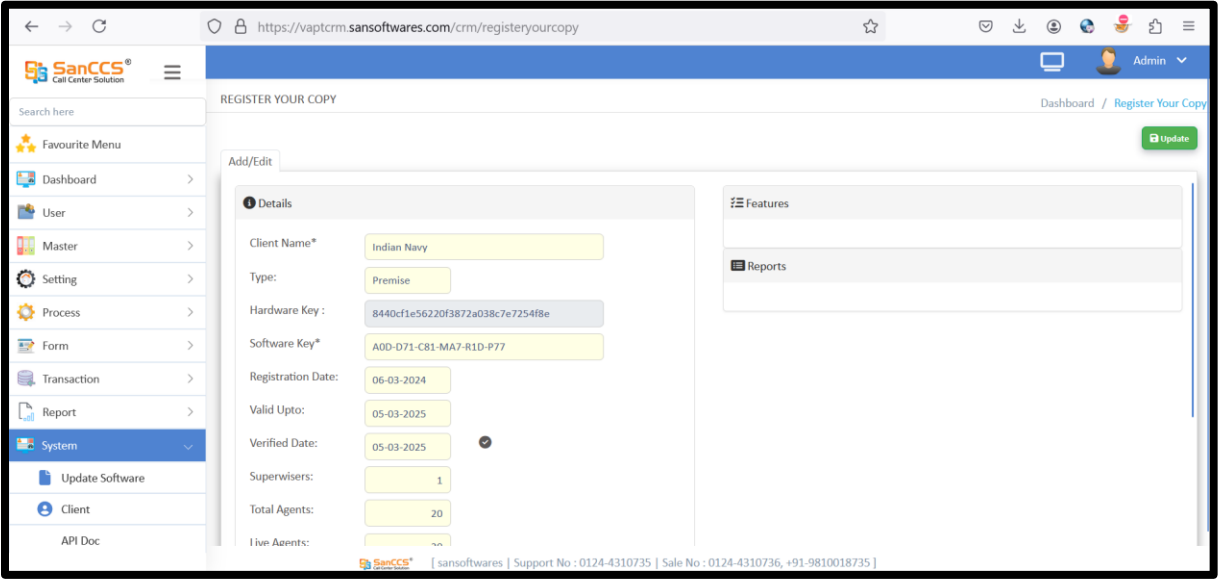 https://vaptcrm.sansoftwares.com/crm/registeryourcopy
SanCCS®
Call Center Solution
Admin
Search here
REGISTER YOUR COPY
Dashboard / Register Your Copy
Favourite Menu
Update
Add/Edit
Dashboard
User
Master
Setting
Process
Form
Transaction
Report
System
Update Software
Client
API Doc
Details
Client Name* Indian Navy
Type: Premise
Hardware Key : 8440cf1e56220f3872a038c7e7254f8e
Software Key* A0D-D71-C81-MA7-R1D-P77
Registration Date: 06-03-2024
Valid Upto: 05-03-2025
Verified Date: 05-03-2025
Superwisers: 1
Total Agents: 20
Live Agents: 20
Features
Reports
SanCCS® [ sansoftwares | Support No : 0124-4310735 | Sale No : 0124-4310736, +91-9810018735 ]